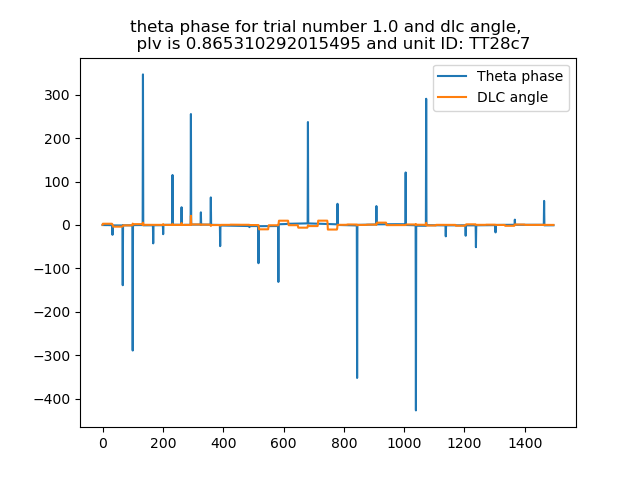 theta phase for trial number 1.0 and dlc angle,
plv is 0.865310292015495 and unit ID: TT28c7
Theta phase
DLC angle
300
200
100
0
−100
−200
−300
−400
0 200 400 600 800 1000 1200 1400